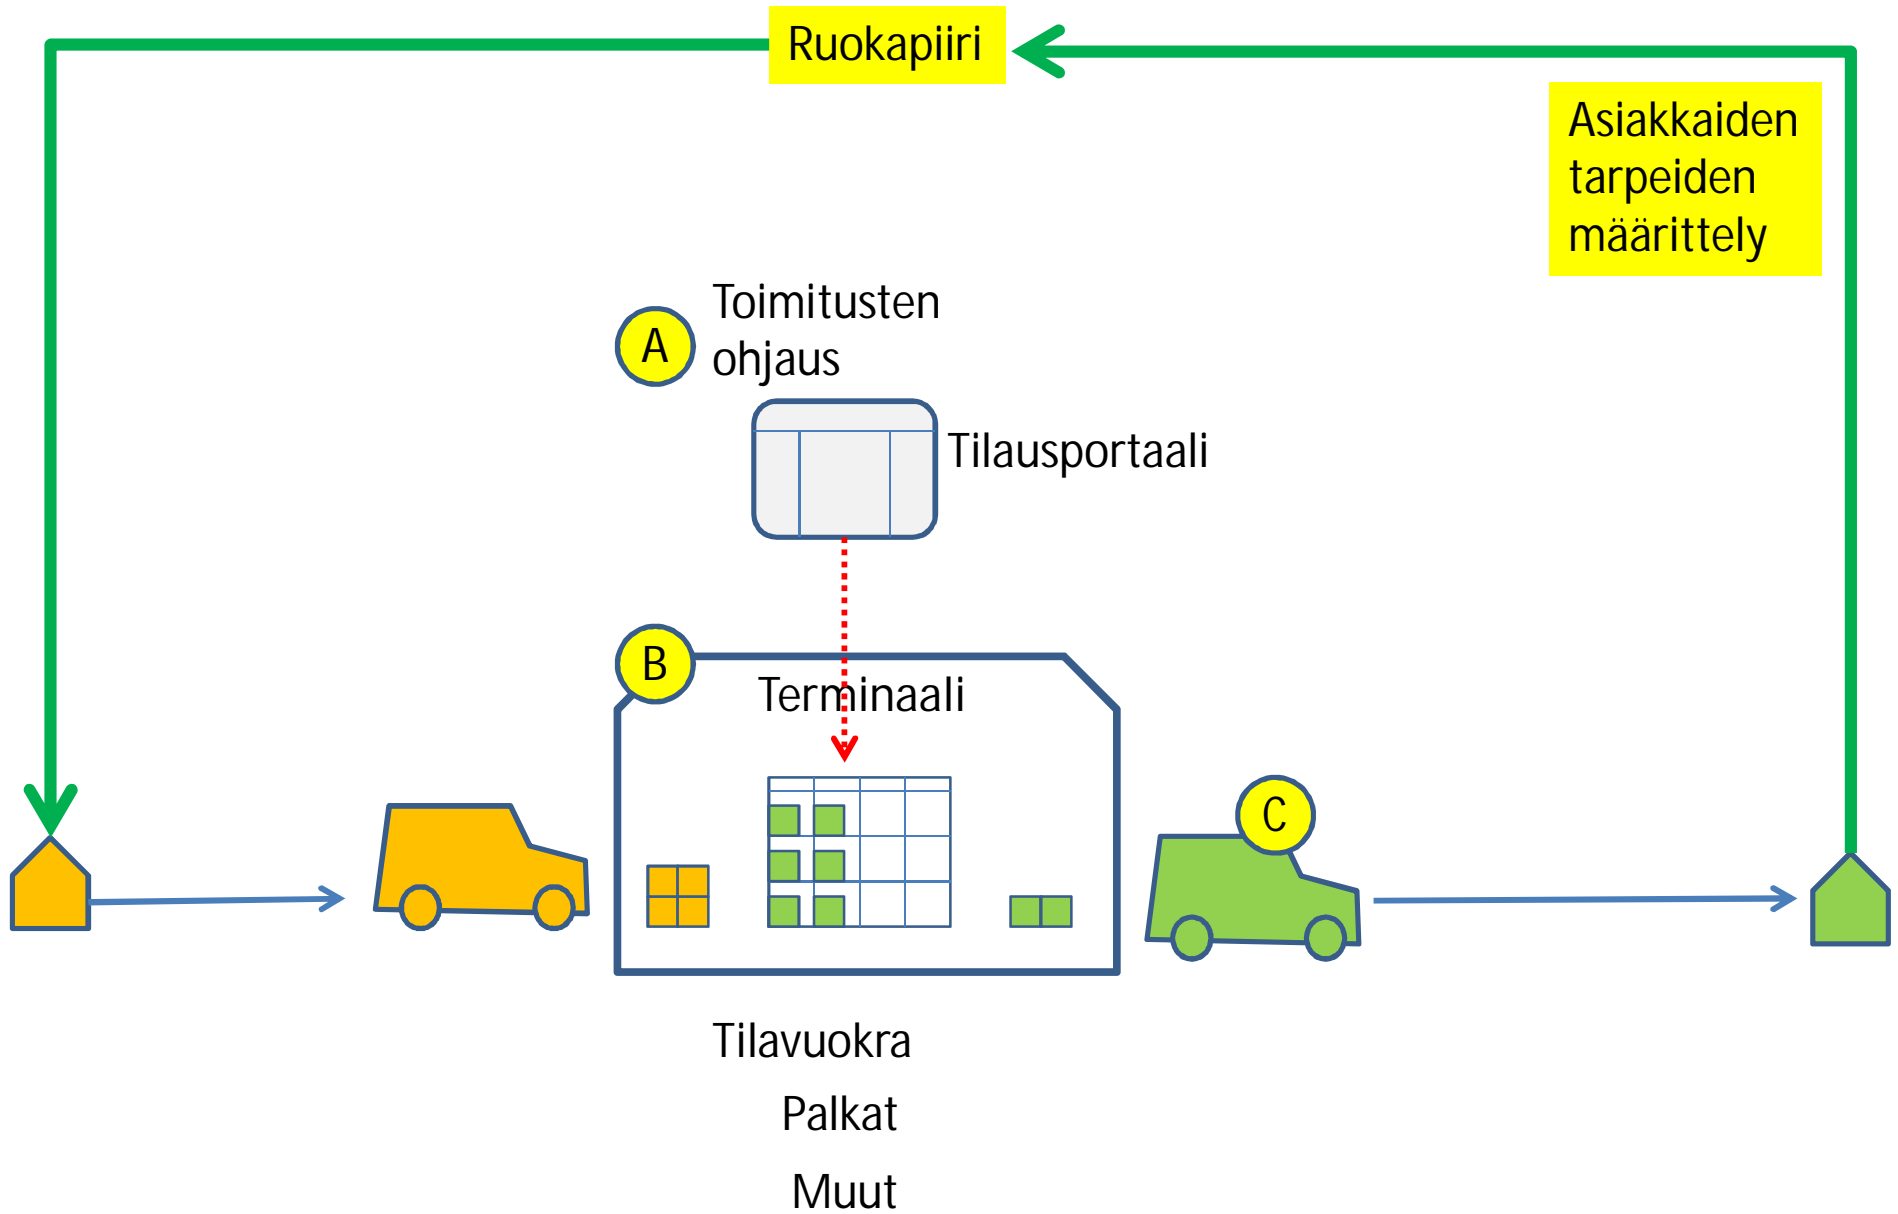 Ruokapiiri
Asiakkaiden
tarpeiden
määrittely
A
Toimitusten
ohjaus
Tilausportaali
B
Terminaali
C
Tilavuokra
Palkat
Muut